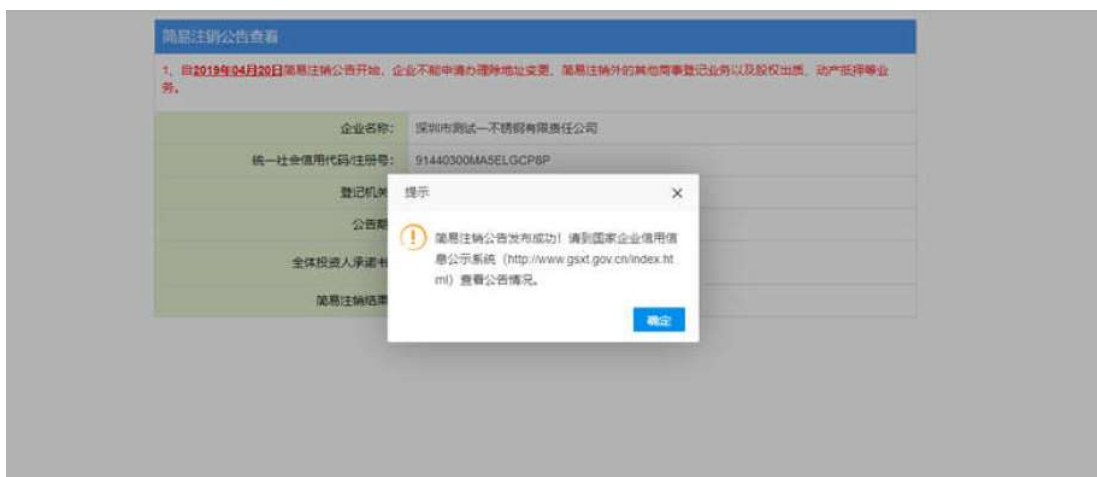 简易注销公告查看
1、自2019年04月20日简易注销公告开始，企业不能申请办理除地址变更、简易注销外的其他商事登记业务以及股权出质、动产抵押等业
务。
企业名称： 深圳市测试一不锈钢有限责任公司
统一社会信用代码/注册号： 91440300MA5ELGCP8P
登记机关
公告期
全体投资人承诺书
简易注销结果
提示 ×
简易注销公告发布成功！请到国家企业信用信
息公示系统（http://www.gsxt.gov.cn/index.ht
ml）查看公告情况。
确定